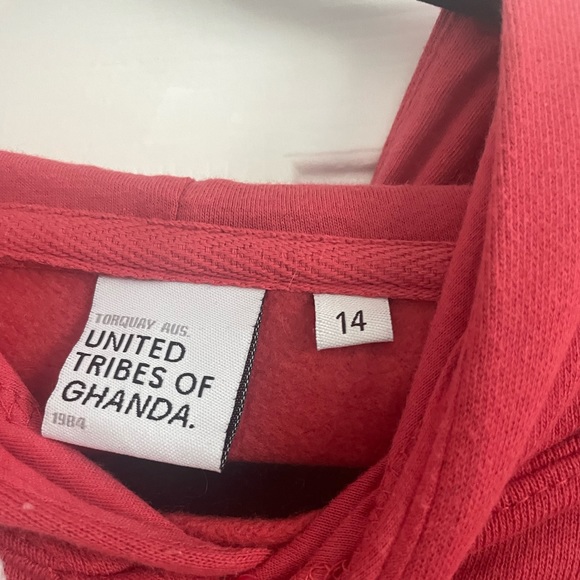 TORQUAY AUS.
UNITED
TRIBES OF
GHANDA.
1984
14